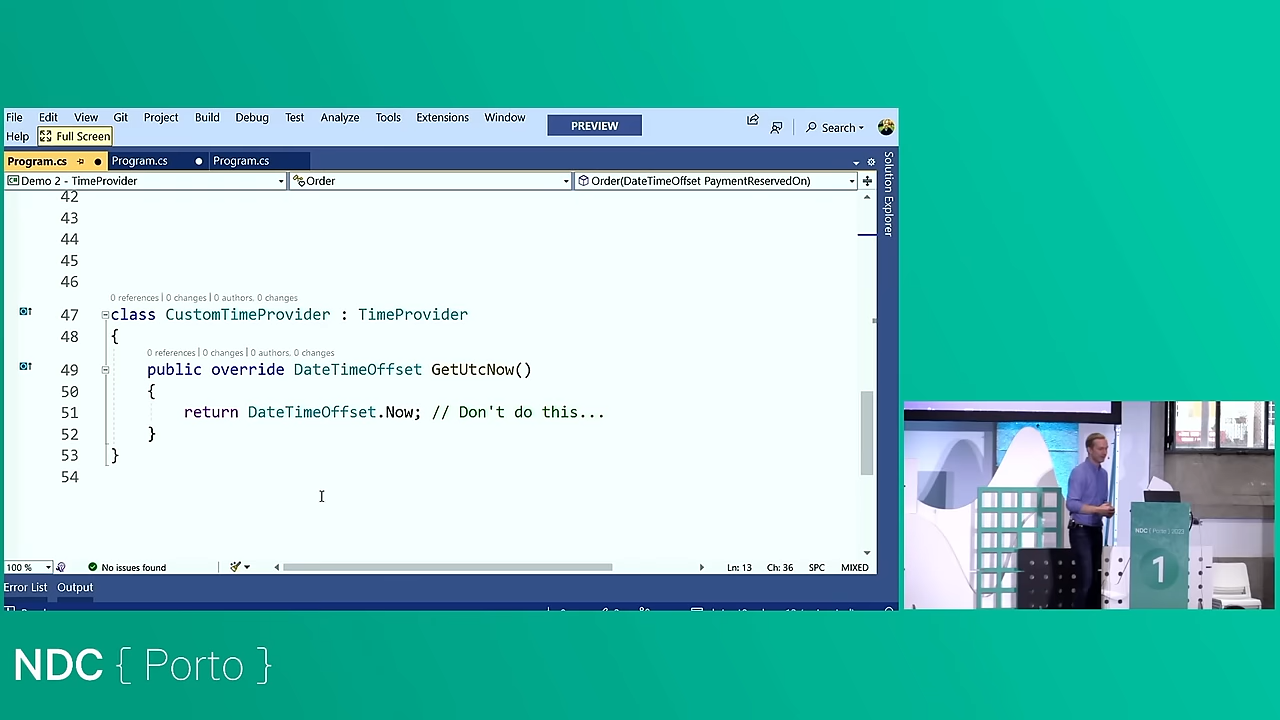 File Edit View Git Project Build Debug Test Analyze Tools Extensions Window PREVIEW Search
Help Full Screen
Program.cs Program.cs Program.cs
Demo 2 - TimeProvider Order Order(DateTimeOffset PaymentReservedOn)
Solution Explorer
42
43
44
45
46
0 references | 0 changes | 0 authors, 0 changes
47 class CustomTimeProvider : TimeProvider
48 {
0 references | 0 changes | 0 authors, 0 changes
49 public override DateTimeOffset GetUtcNow()
50 {
51 return DateTimeOffset.Now; // Don't do this...
52 }
53 }
54
100 % No issues found Ln: 13 Ch: 36 SPC MIXED
Error List Output
NDC { Porto } 2023
1
NDC { Porto }